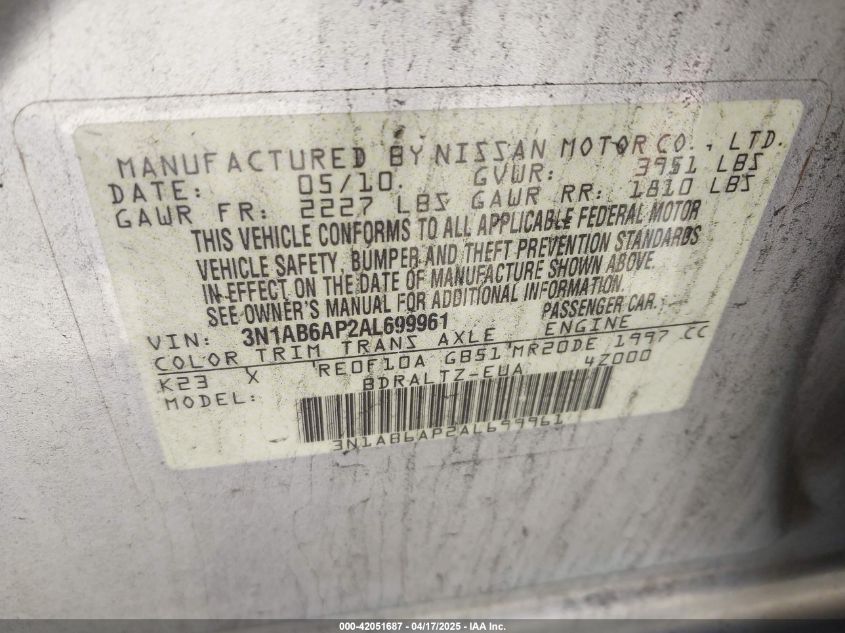 MANUFACTURED BY NISSAN MOTOR CO., LTD.
DATE: 05/10. GVWR: 3951 LBS
GAWR FR: 2227 LBS GAWR RR: 1810 LBS
THIS VEHICLE CONFORMS TO ALL APPLICABLE FEDERAL MOTOR
VEHICLE SAFETY, BUMPER AND THEFT PREVENTION STANDARDS
IN EFFECT ON THE DATE OF MANUFACTURE SHOWN ABOVE.
SEE OWNER'S MANUAL FOR ADDITIONAL INFORMATION.
VIN: 3N1AB6AP2AL699961 PASSENGER CAR
COLOR TRIM TRANS AXLE ENGINE
K23 X RE0F10A GB51 MR20DE 1997 CC
MODEL: BDRALTZ-EUA 4Z000
3N1AB6AP2AL699961
000-42051687 - 04/17/2025 - IAA Inc.